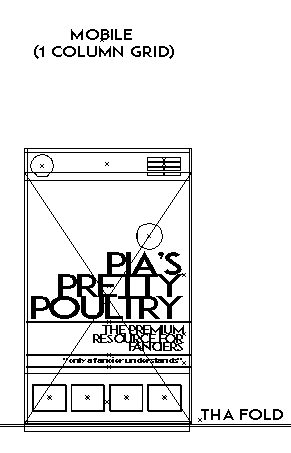 MOBILE
(1 COLUMN GRID)
PIA'S
PRETTY
POULTRY
THE PREMIUM
RESOURCE FOR
FANCIERS
"only a fancier understands"
THA FOLD